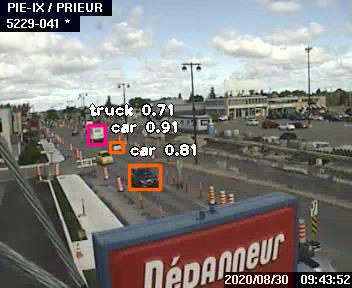 PIE-IX / PRIEUR
5229-041 *
truck 0.71
car 0.91
car 0.81
Dépanneur
2020/08/30 09:43:52